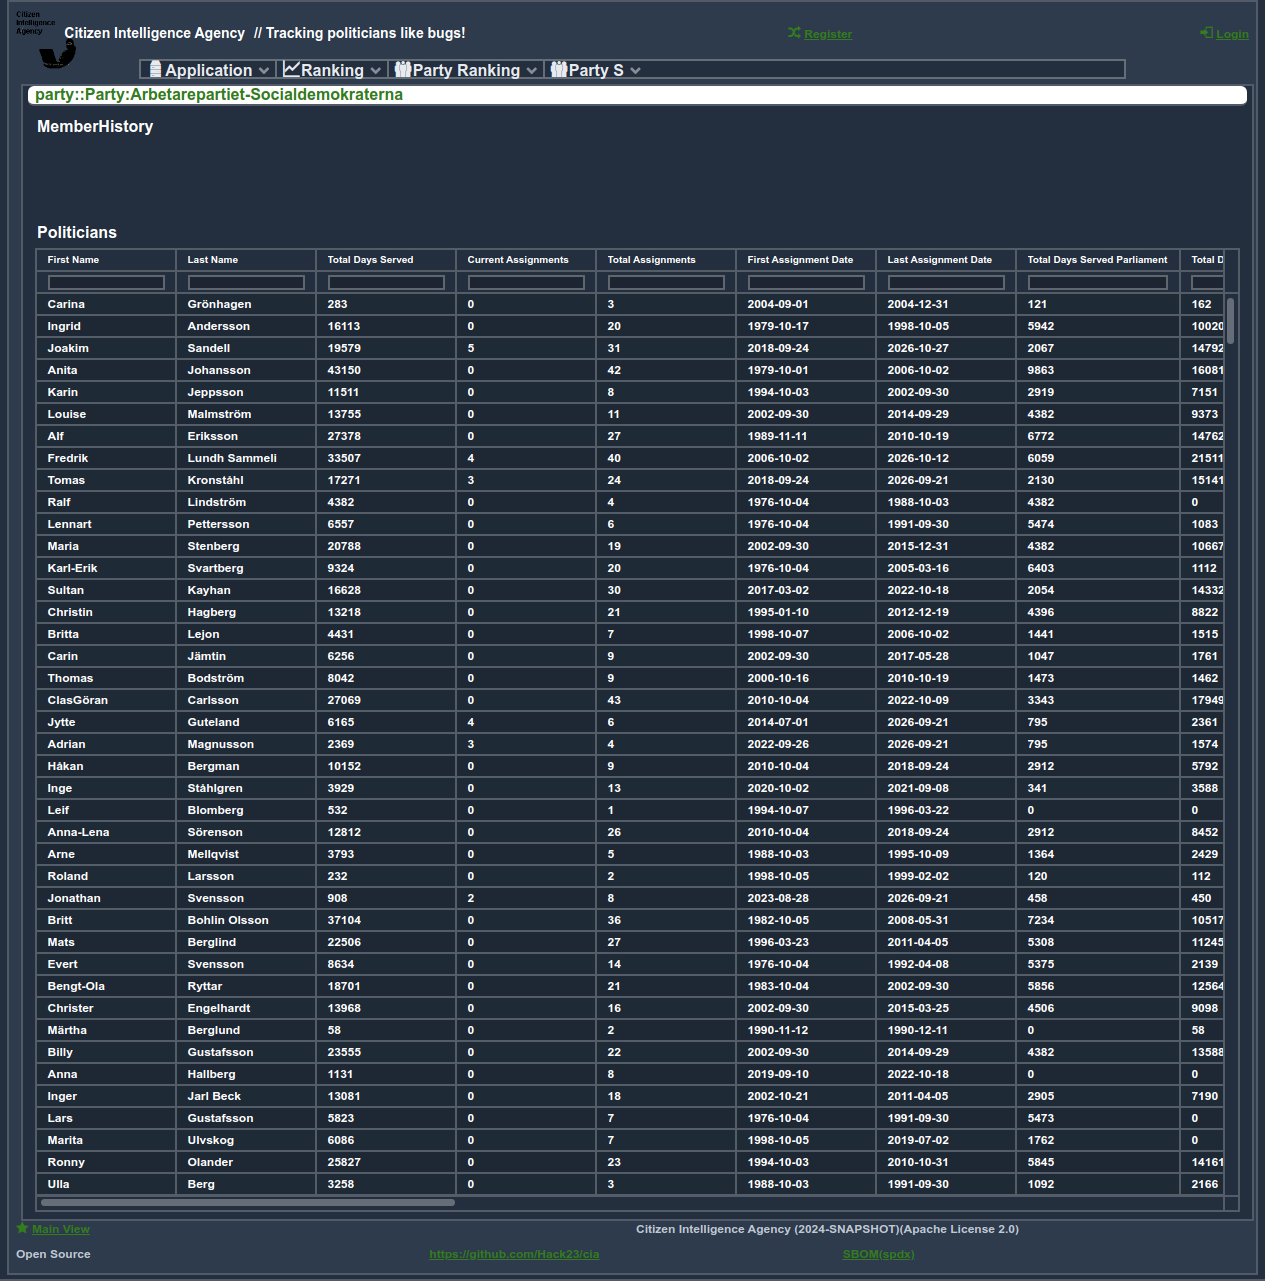 Citizen
Intelligence
Agency
Citizen Intelligence Agency // Tracking politicians like bugs!
Register
Login
Application Ranking Party Ranking Party S
party::Party:Arbetarepartiet-Socialdemokraterna
MemberHistory
Politicians
First Name Last Name Total Days Served Current Assignments Total Assignments First Assignment Date Last Assignment Date Total Days Served Parliament Total D
Carina Grönhagen 283 0 3 2004-09-01 2004-12-31 121 162
Ingrid Andersson 16113 0 20 1979-10-17 1998-10-05 5942 10020
Joakim Sandell 19579 5 31 2018-09-24 2026-10-27 2067 14792
Anita Johansson 43150 0 42 1979-10-01 2006-10-02 9863 16081
Karin Jeppsson 11511 0 8 1994-10-03 2002-09-30 2919 7151
Louise Malmström 13755 0 11 2002-09-30 2014-09-29 4382 9373
Alf Eriksson 27378 0 27 1989-11-11 2010-10-19 6772 14762
Fredrik Lundh Sammeli 33507 4 40 2006-10-02 2026-10-12 6059 21511
Tomas Kronståhl 17271 3 24 2018-09-24 2026-09-21 2130 15141
Ralf Lindström 4382 0 4 1976-10-04 1988-10-03 4382 0
Lennart Pettersson 6557 0 6 1976-10-04 1991-09-30 5474 1083
Maria Stenberg 20788 0 19 2002-09-30 2015-12-31 4382 10667
Karl-Erik Svartberg 9324 0 20 1976-10-04 2005-03-16 6403 1112
Sultan Kayhan 16628 0 30 2017-03-02 2022-10-18 2054 14332
Christin Hagberg 13218 0 21 1995-01-10 2012-12-19 4396 8822
Britta Lejon 4431 0 7 1998-10-07 2006-10-02 1441 1515
Carin Jämtin 6256 0 9 2002-09-30 2017-05-28 1047 1761
Thomas Bodström 8042 0 9 2000-10-16 2010-10-19 1473 1462
ClasGöran Carlsson 27069 0 43 2010-10-04 2022-10-09 3343 17949
Jytte Guteland 6165 4 6 2014-07-01 2026-09-21 795 2361
Adrian Magnusson 2369 3 4 2022-09-26 2026-09-21 795 1574
Håkan Bergman 10152 0 9 2010-10-04 2018-09-24 2912 5792
Inge Ståhlgren 3929 0 13 2020-10-02 2021-09-08 341 3588
Leif Blomberg 532 0 1 1994-10-07 1996-03-22 0 0
Anna-Lena Sörenson 12812 0 26 2010-10-04 2018-09-24 2912 8452
Arne Mellqvist 3793 0 5 1988-10-03 1995-10-09 1364 2429
Roland Larsson 232 0 2 1998-10-05 1999-02-02 120 112
Jonathan Svensson 908 2 8 2023-08-28 2026-09-21 458 450
Britt Bohlin Olsson 37104 0 36 1982-10-05 2008-05-31 7234 10517
Mats Berglind 22506 0 27 1996-03-23 2011-04-05 5308 11245
Evert Svensson 8634 0 14 1976-10-04 1992-04-08 5375 2139
Bengt-Ola Ryttar 18701 0 21 1983-10-04 2002-09-30 5856 12564
Christer Engelhardt 13968 0 16 2002-09-30 2015-03-25 4506 9098
Märtha Berglund 58 0 2 1990-11-12 1990-12-11 0 58
Billy Gustafsson 23555 0 22 2002-09-30 2014-09-29 4382 13588
Anna Hallberg 1131 0 8 2019-09-10 2022-10-18 0 0
Inger Jarl Beck 13081 0 18 2002-10-21 2011-04-05 2905 7190
Lars Gustafsson 5823 0 7 1976-10-04 1991-09-30 5473 0
Marita Ulvskog 6086 0 7 1998-10-05 2019-07-02 1762 0
Ronny Olander 25827 0 23 1994-10-03 2010-10-31 5845 14161
Ulla Berg 3258 0 3 1988-10-03 1991-09-30 1092 2166
Main View Citizen Intelligence Agency (2024-SNAPSHOT)(Apache License 2.0)
Open Source https://github.com/Hack23/cia SBOM(spdx)